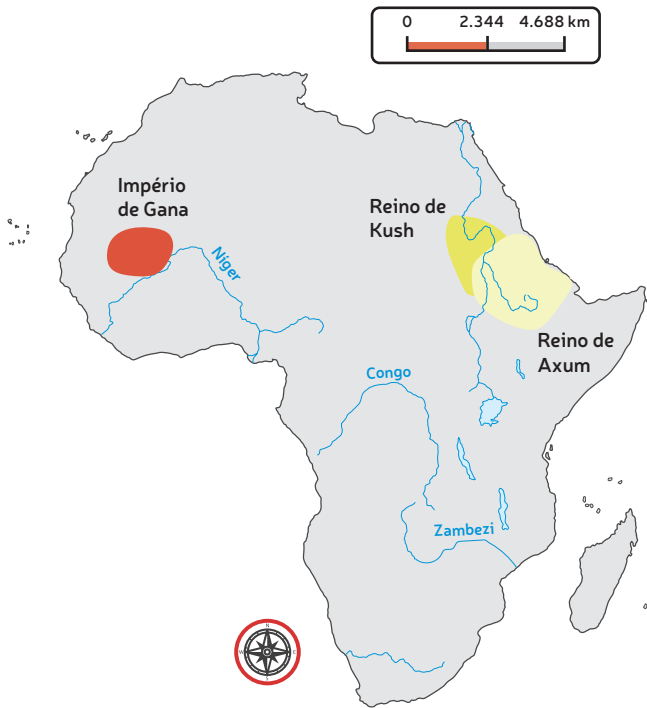 0 2.344 4.688 km
Império
de Gana
Reino de
Kush
Niger
Reino de
Axum
Congo
Zambezi
N
W E